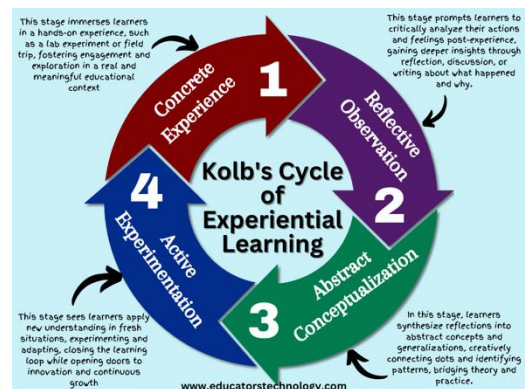 This stage immerses learners
in a hands-on experience, such
as a lab experiment or field
trip, fostering engagement and
exploration in a real and
meaningful educational
context
This stage prompts learners to
critically analyze their actions
and feelings post-experience,
gaining deeper insights through
reflection, discussion, or
writing about what happened
and why.
1
Concrete
Experience
Reflective
Observation
2
Kolb's Cycle
of
Experiential
Learning
3
Abstract
Conceptualization
4
Active
Experimentation
This stage sees learners apply
new understanding in fresh
situations, experimenting and
adapting, closing the learning
loop while opening doors to
innovation and continuous
growth
In this stage, learners
synthesize reflections into
abstract concepts and
generalizations, creatively
connecting dots and identifying
patterns, bridging theory and
practice.
www.educatorstechnology.com